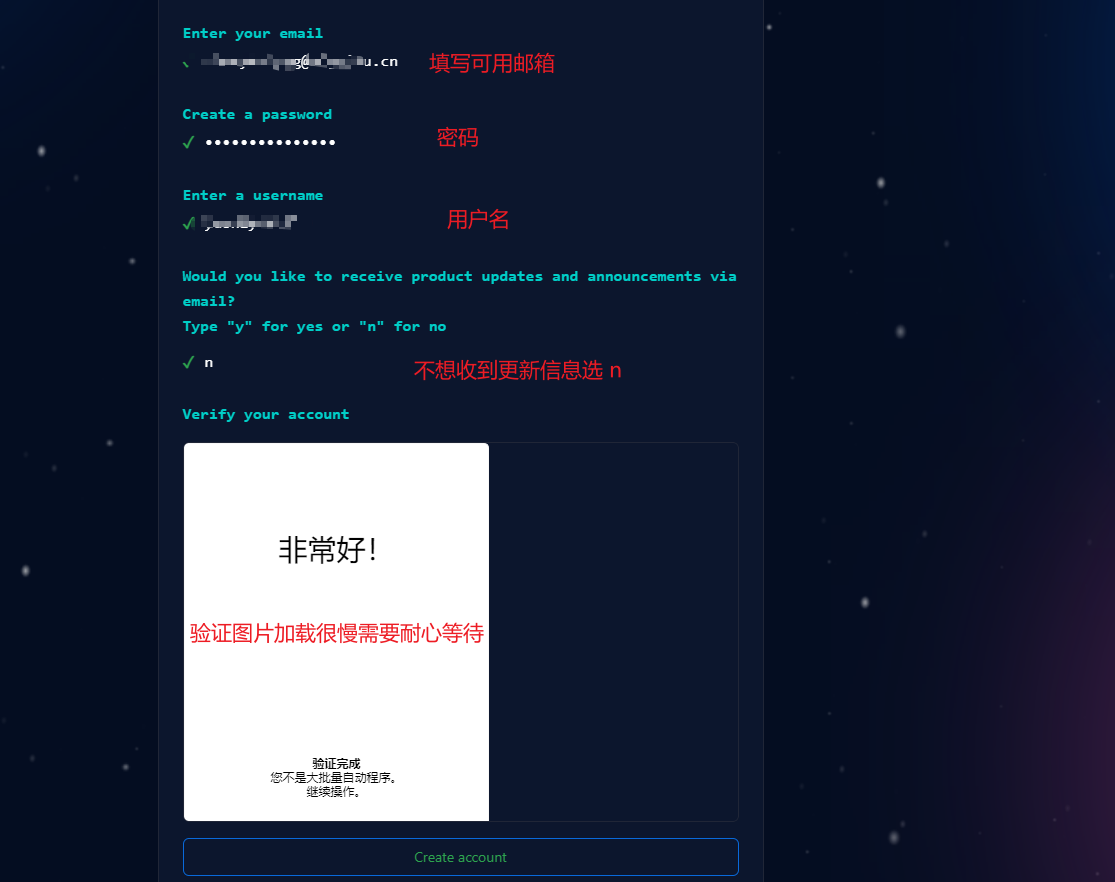 Enter your email
u.cn 填写可用邮箱
Create a password
✓ ••••••••••••••• 密码
Enter a username
✓ 用户名
Would you like to receive product updates and announcements via
email?
Type "y" for yes or "n" for no
✓ n
不想收到更新信息选 n
Verify your account
非常好!
验证图片加载很慢需要耐心等待
验证完成
您不是大批量自动程序。
继续操作。
Create account